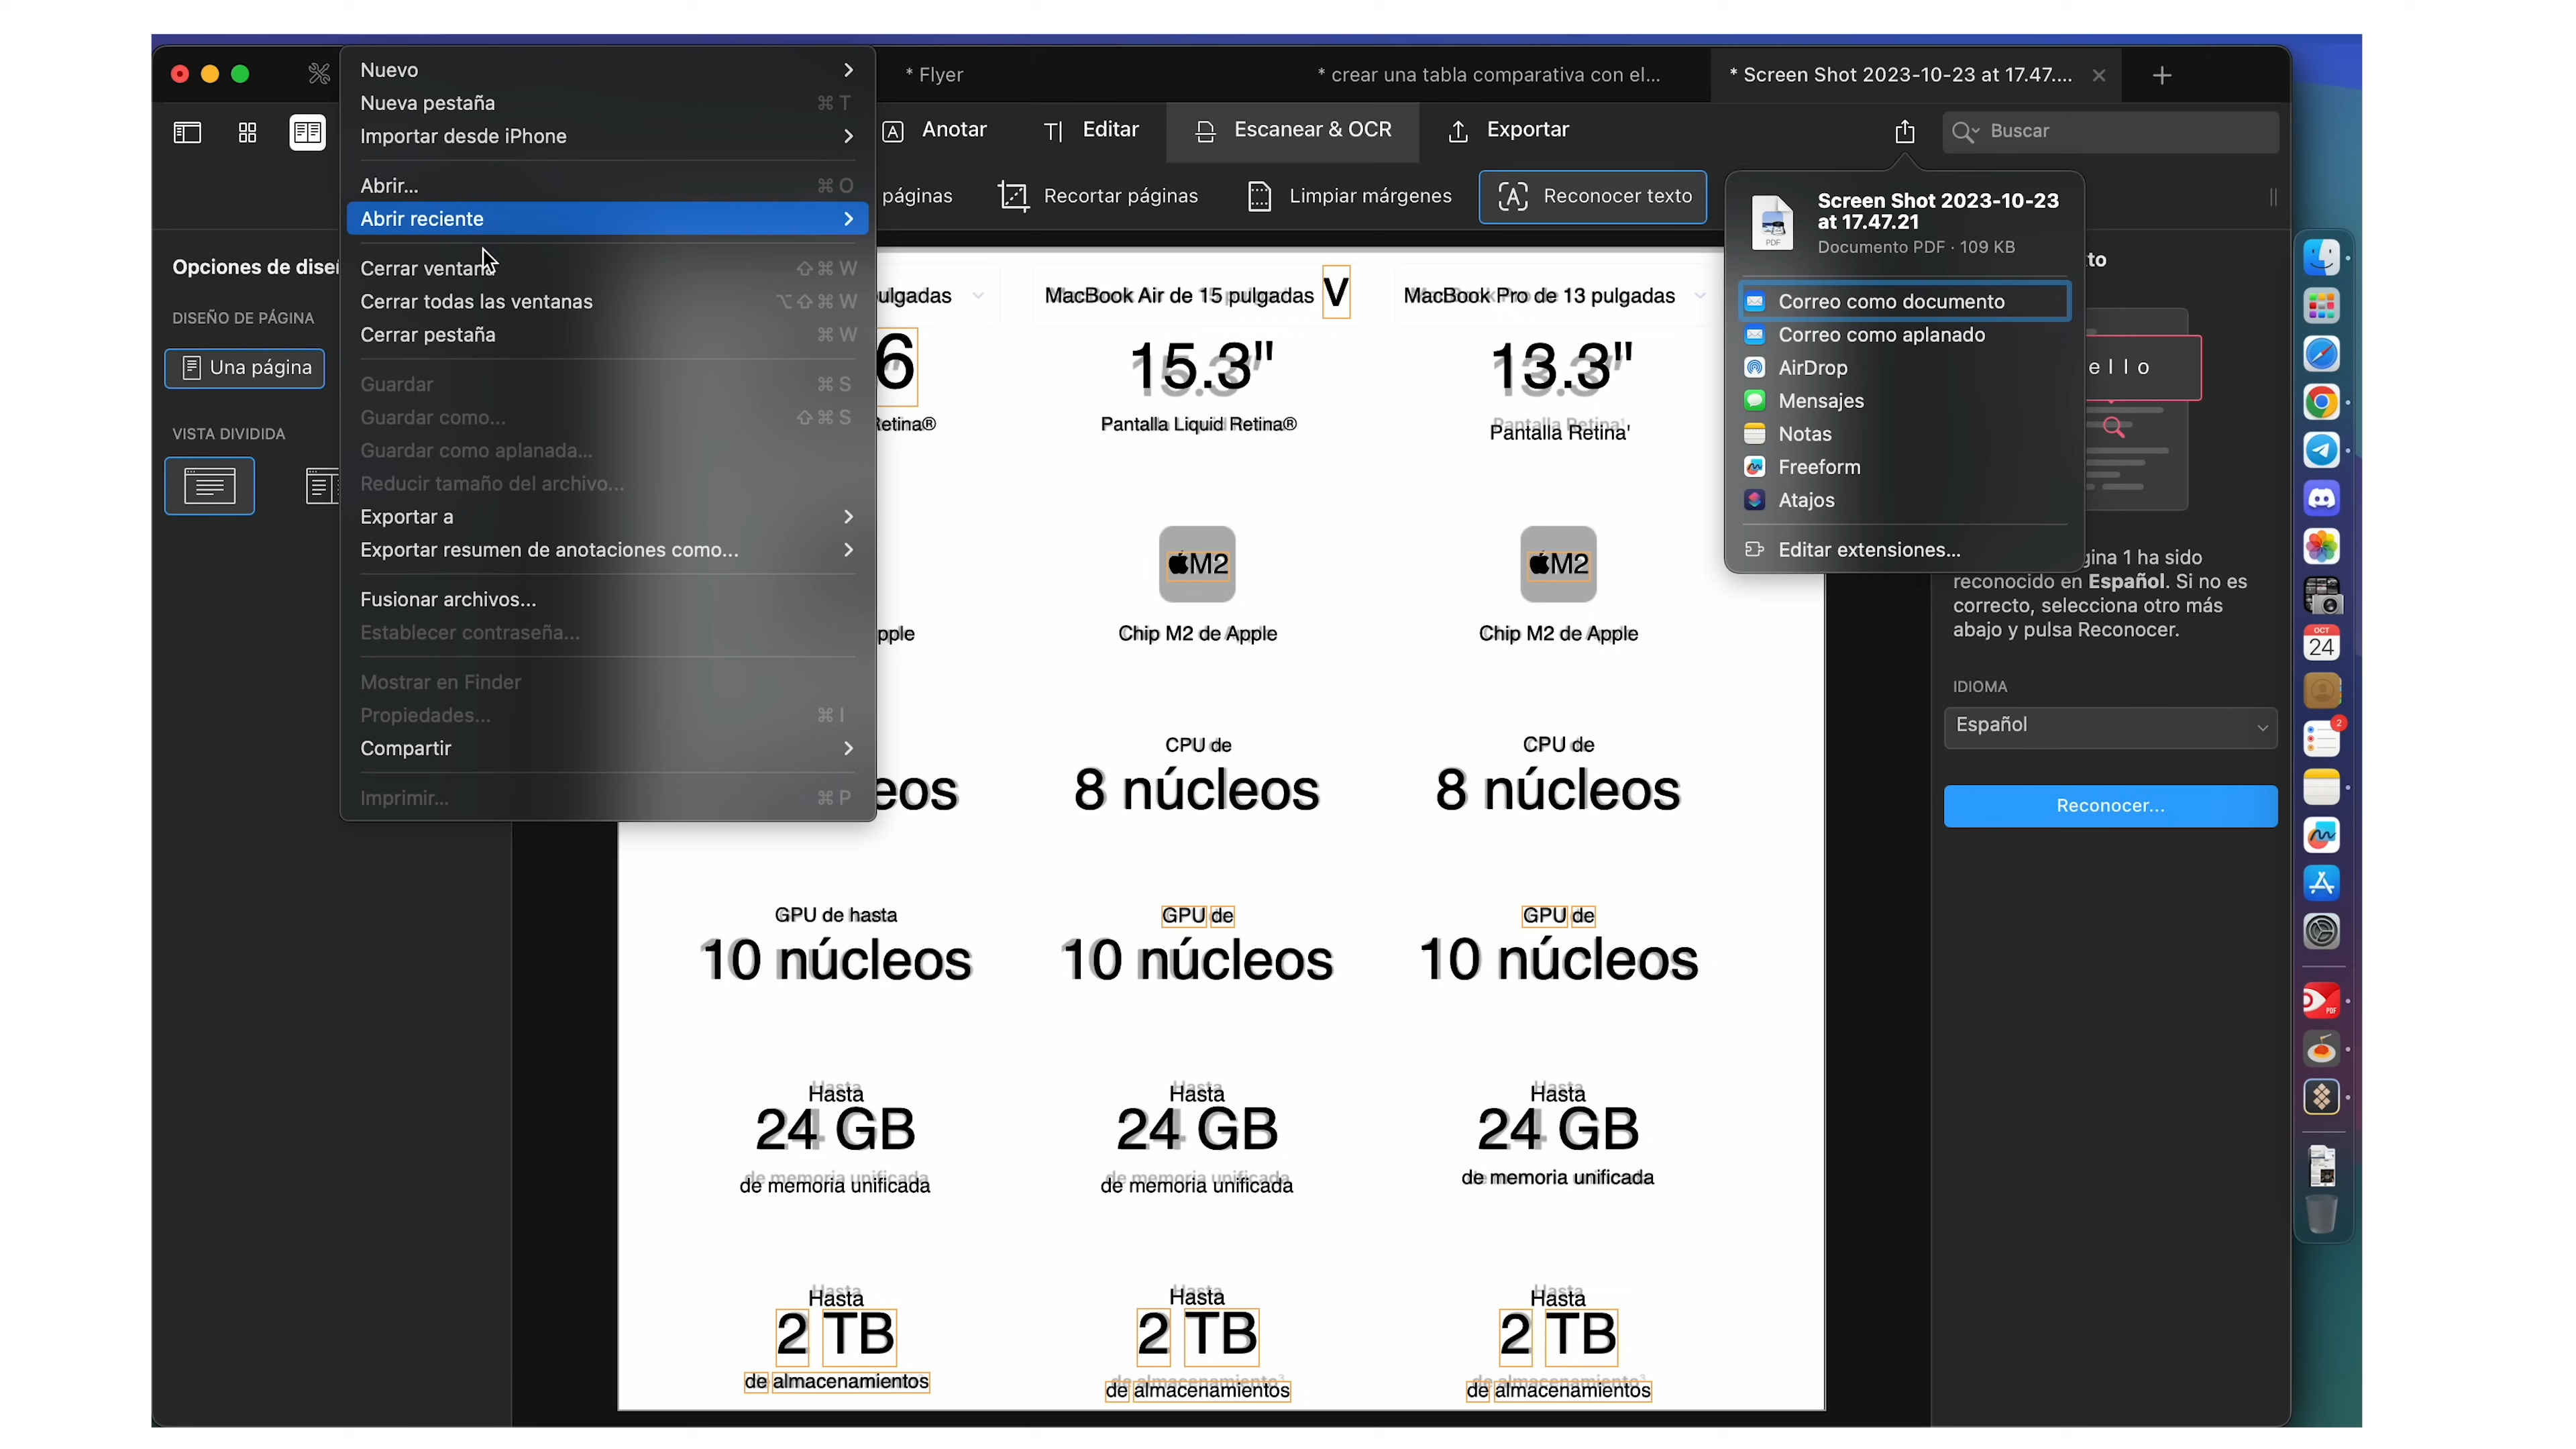 Nuevo
Nueva pestaña ⌘ T
Importar desde iPhone
Abrir... ⌘ O
Abrir reciente
Cerrar ventana ⇧ ⌘ W
Cerrar todas las ventanas ⌥ ⇧ ⌘ W
Cerrar pestaña ⌘ W
Guardar ⌘ S
Guardar como... ⇧ ⌘ S
Guardar como aplanada...
Reducir tamaño del archivo...
Exportar a
Exportar resumen de anotaciones como...
Fusionar archivos...
Establecer contraseña...
Mostrar en Finder
Propiedades... ⌘ I
Compartir
Imprimir... ⌘ P
* Flyer
* crear una tabla comparativa con el...
* Screen Shot 2023-10-23 at 17.47....
Anotar
Editar
Escanear & OCR
Exportar
Buscar
páginas
Recortar páginas
Limpiar márgenes
Reconocer texto
Opciones de dise
DISEÑO DE PÁGINA
Una página
VISTA DIVIDIDA
ulgadas
6
Retina®
pple
eos
GPU de hasta
10 núcleos
Hasta
24 GB
de memoria unificada
Hasta
2 TB
de almacenamientos
MacBook Air de 15 pulgadas V
15.3"
Pantalla Liquid Retina®
M2
Chip M2 de Apple
CPU de
8 núcleos
GPU de
10 núcleos
Hasta
24 GB
de memoria unificada
Hasta
2 TB
de almacenamientos
MacBook Pro de 13 pulgadas
13.3"
Pantalla Retina'
M2
Chip M2 de Apple
CPU de
8 núcleos
GPU de
10 núcleos
Hasta
24 GB
de memoria unificada
Hasta
2 TB
de almacenamientos
Screen Shot 2023-10-23
at 17.47.21
Documento PDF · 109 KB
PDF
Correo como documento
Correo como aplanado
AirDrop
Mensajes
Notas
Freeform
Atajos
Editar extensiones...
to
ello
gina 1 ha sido
reconocido en Español. Si no es
correcto, selecciona otro más
abajo y pulsa Reconocer.
IDIOMA
Español
Reconocer...
OCT
24
2
PDF